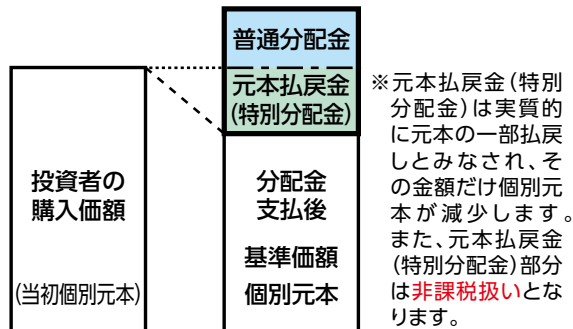 普通分配金
元本払戻金
(特別分配金)
投資者の
購入価額
(当初個別元本)
分配金
支払後
基準価額
個別元本
※元本払戻金(特別
分配金)は実質的
に元本の一部払戻
しとみなされ、そ
の金額だけ個別元
本が減少します。
また、元本払戻金
(特別分配金)部分
は非課税扱いとな
ります。